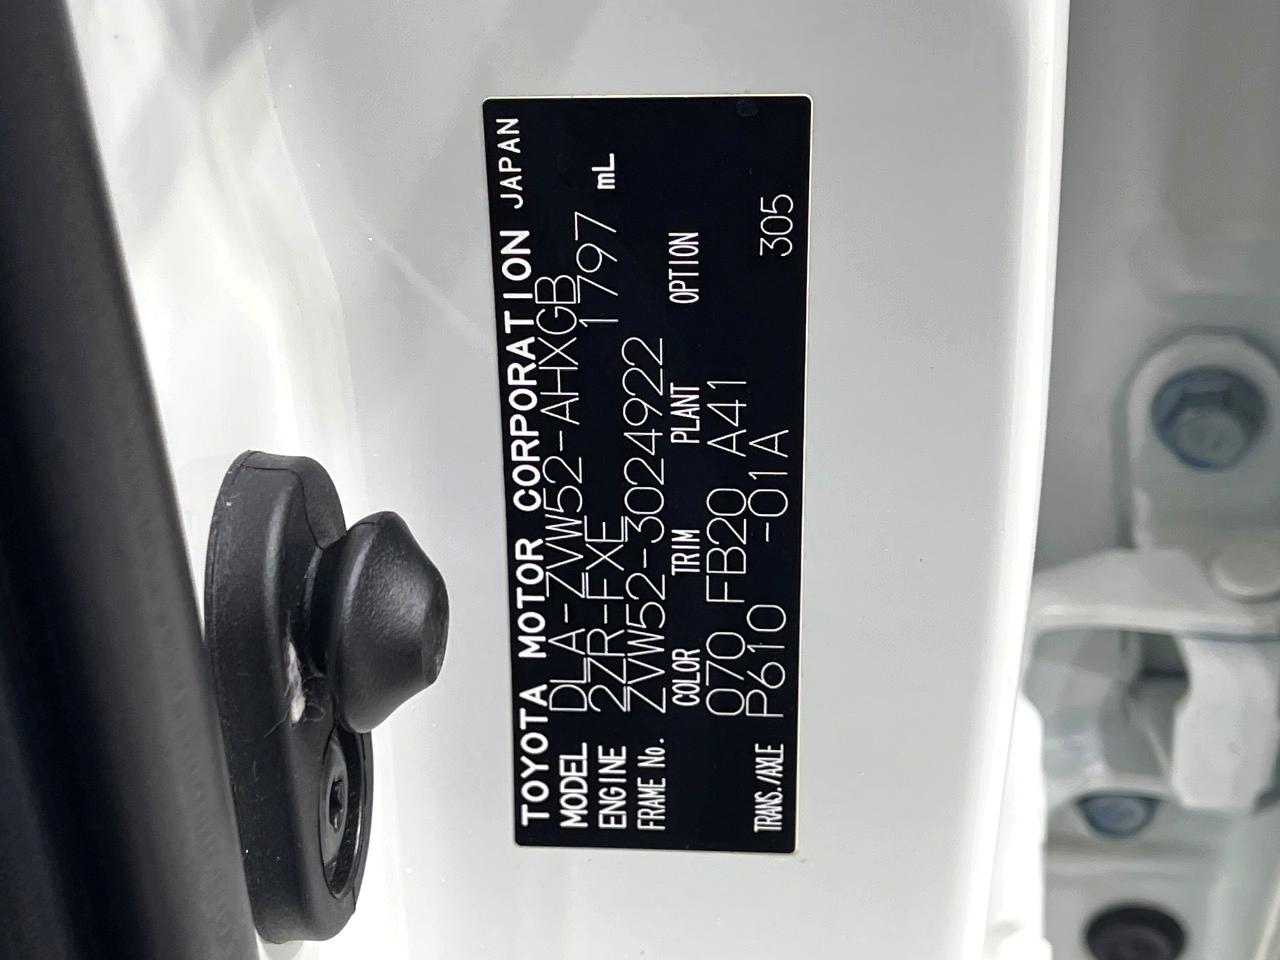 TOYOTA MOTOR CORPORATION JAPAN
MODEL DLA-ZVW52-AHXGB
ENGINE 2ZR-FXE 1797 mL
FRAME No. ZVW52-3024922
COLOR TRIM PLANT OPTION
070 FB20 A41
TRANS./AXLE P610 -01A 305